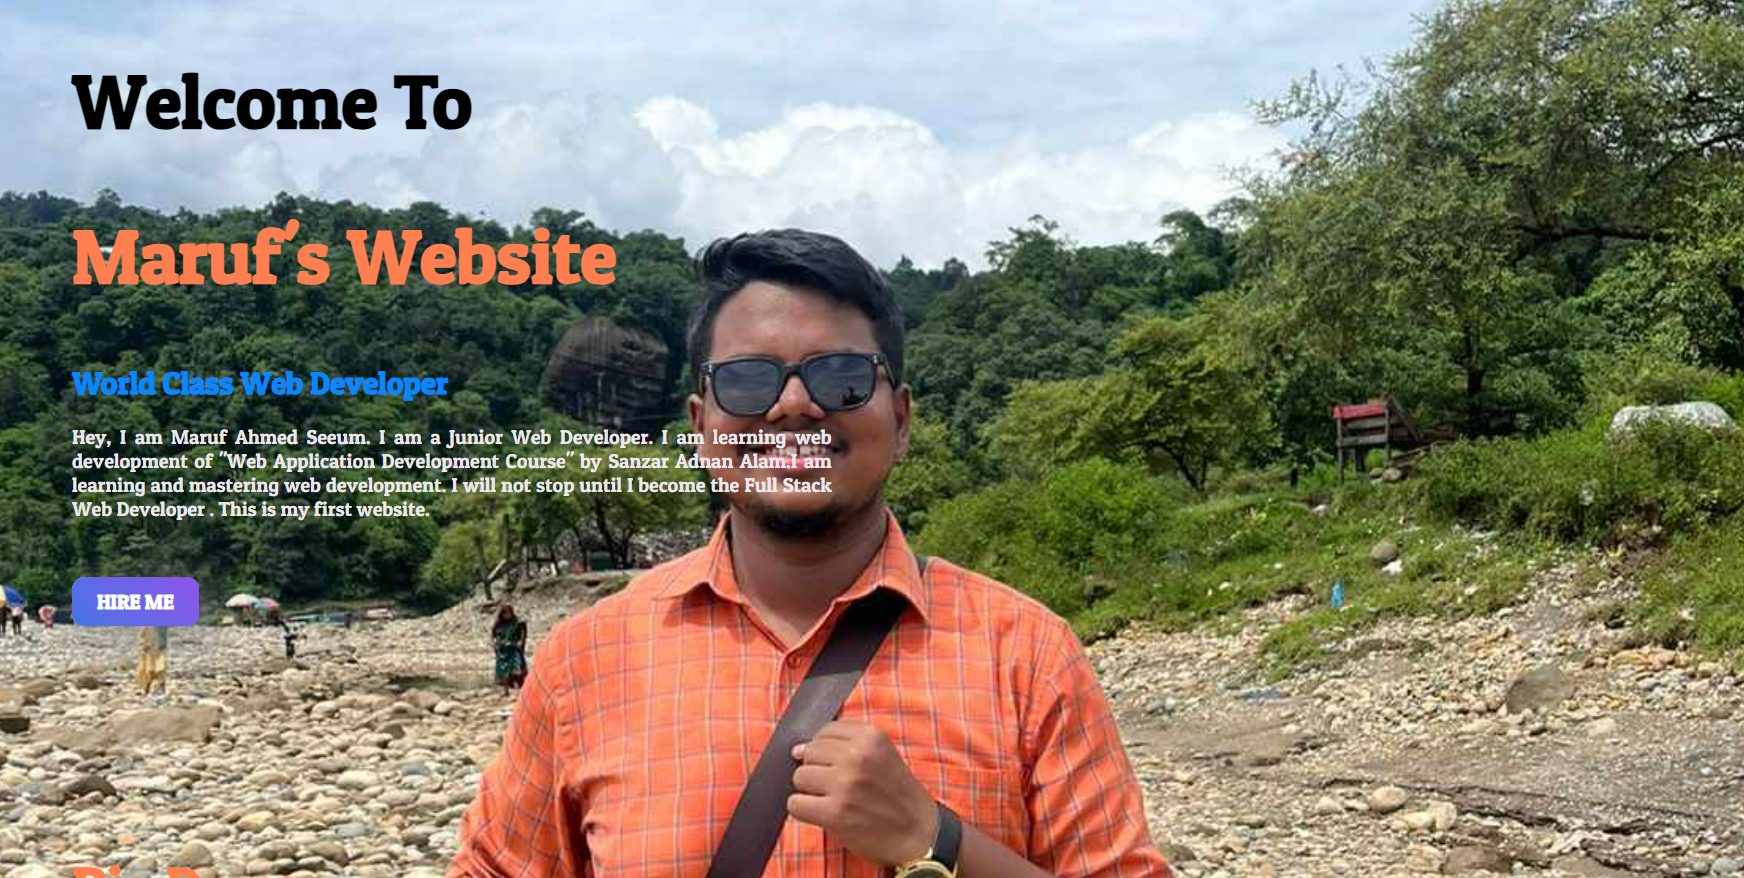 Welcome To
Maruf's Website
World Class Web Developer
Hey, I am Maruf Ahmed Seeum. I am a Junior Web Developer. I am learning web
development of "Web Application Development Course" by Sanzar Adnan Alam.I am
learning and mastering web development. I will not stop until I become the Full Stack
Web Developer . This is my first website.
HIRE ME